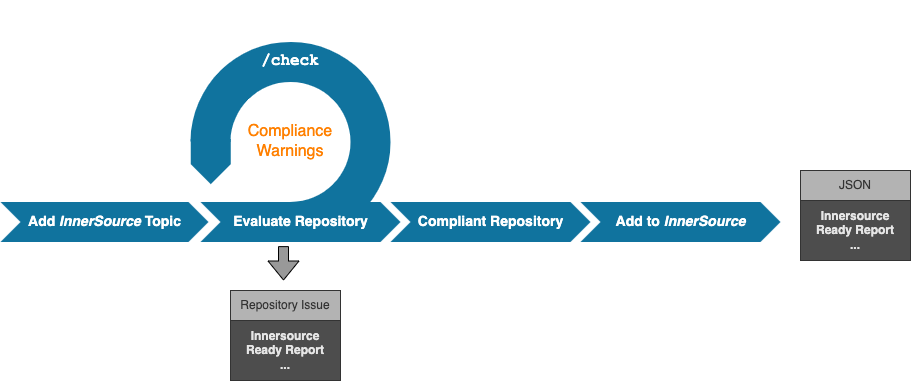 /check
Compliance
Warnings
Add InnerSource Topic
Evaluate Repository
Compliant Repository
Add to InnerSource
JSON
Innersource
Ready Report
...
Repository Issue
Innersource
Ready Report
...